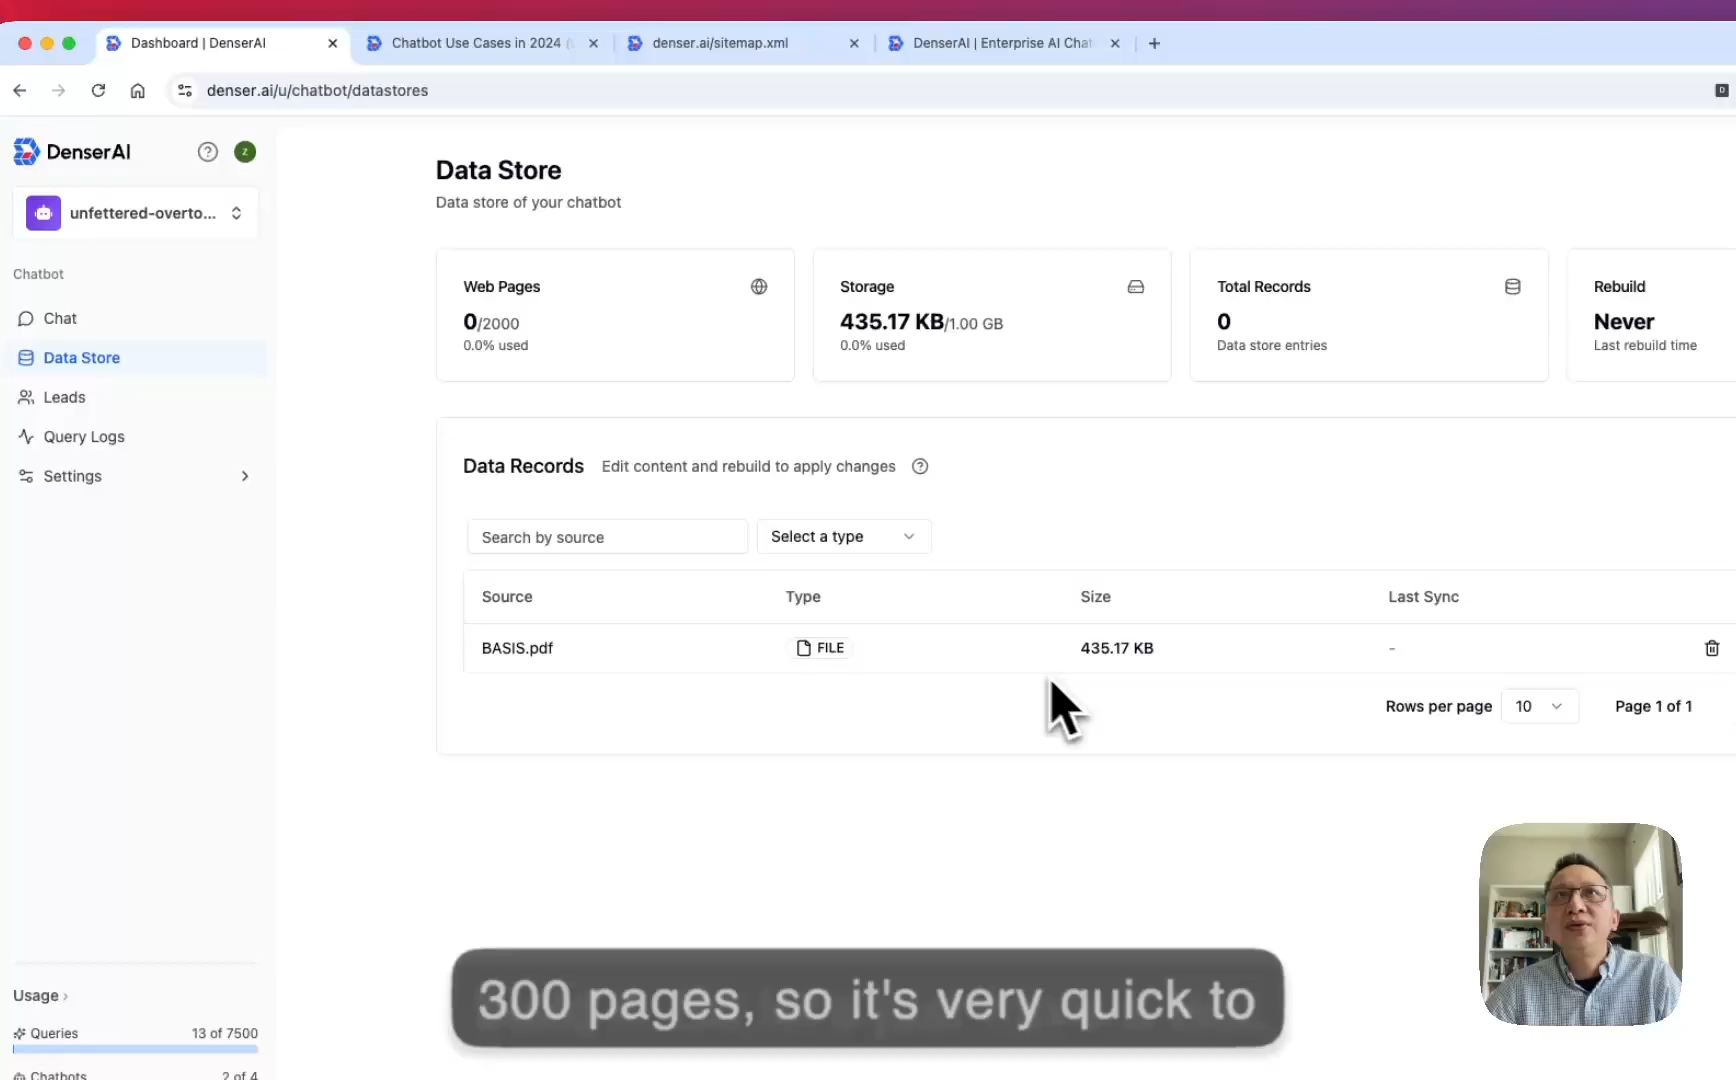 Dashboard | DenserAI
Chatbot Use Cases in 2024
denser.ai/sitemap.xml
DenserAI | Enterprise AI Chat
denser.ai/u/chatbot/datastores
DenserAI
Z
unfettered-overto...
Chatbot
Chat
Data Store
Leads
Query Logs
Settings
Usage
Queries 13 of 7500
Chatbots 2 of 4
Data Store
Data store of your chatbot
Web Pages
0/2000
0.0% used
Storage
435.17 KB/1.00 GB
0.0% used
Total Records
0
Data store entries
Rebuild
Never
Last rebuild time
Data Records Edit content and rebuild to apply changes
Search by source Select a type
Source Type Size Last Sync
BASIS.pdf FILE 435.17 KB -
Rows per page 10 Page 1 of 1
300 pages, so it's very quick to